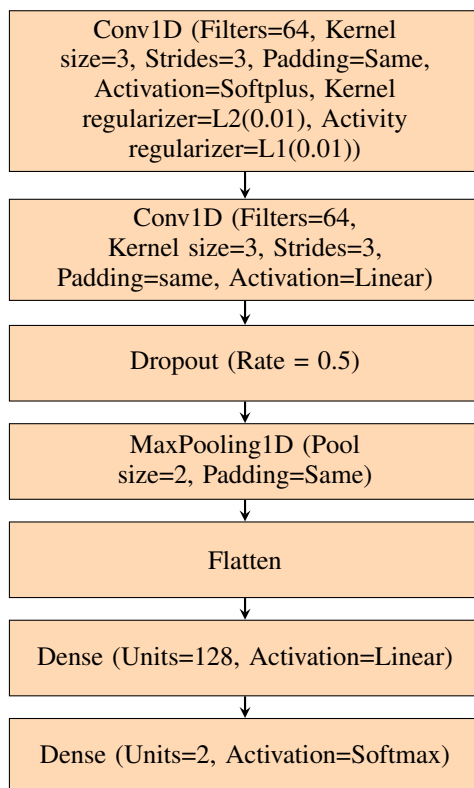 Conv1D (Filters=64, Kernel
size=3, Strides=3, Padding=Same,
Activation=Softplus, Kernel
regularizer=L2(0.01), Activity
regularizer=L1(0.01))
Conv1D (Filters=64,
Kernel size=3, Strides=3,
Padding=same, Activation=Linear)
Dropout (Rate = 0.5)
MaxPooling1D (Pool
size=2, Padding=Same)
Flatten
Dense (Units=128, Activation=Linear)
Dense (Units=2, Activation=Softmax)